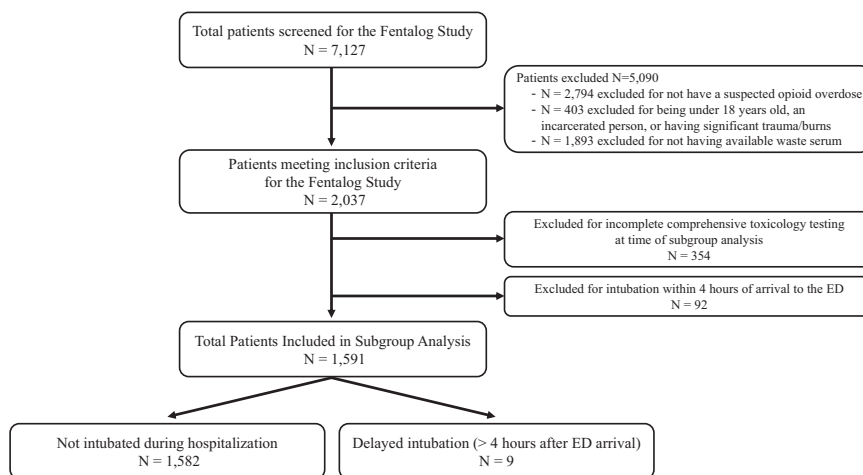 Total patients screened for the Fentalog Study
N = 7,127
Patients excluded N=5,090
- N = 2,794 excluded for not have a suspected opioid overdose
- N = 403 excluded for being under 18 years old, an
incarcerated person, or having significant trauma/burns
- N = 1,893 excluded for not having available waste serum
Patients meeting inclusion criteria
for the Fentalog Study
N = 2,037
Excluded for incomplete comprehensive toxicology testing
at time of subgroup analysis
N = 354
Excluded for intubation within 4 hours of arrival to the ED
N = 92
Total Patients Included in Subgroup Analysis
N = 1,591
Not intubated during hospitalization
N = 1,582
Delayed intubation (> 4 hours after ED arrival)
N = 9